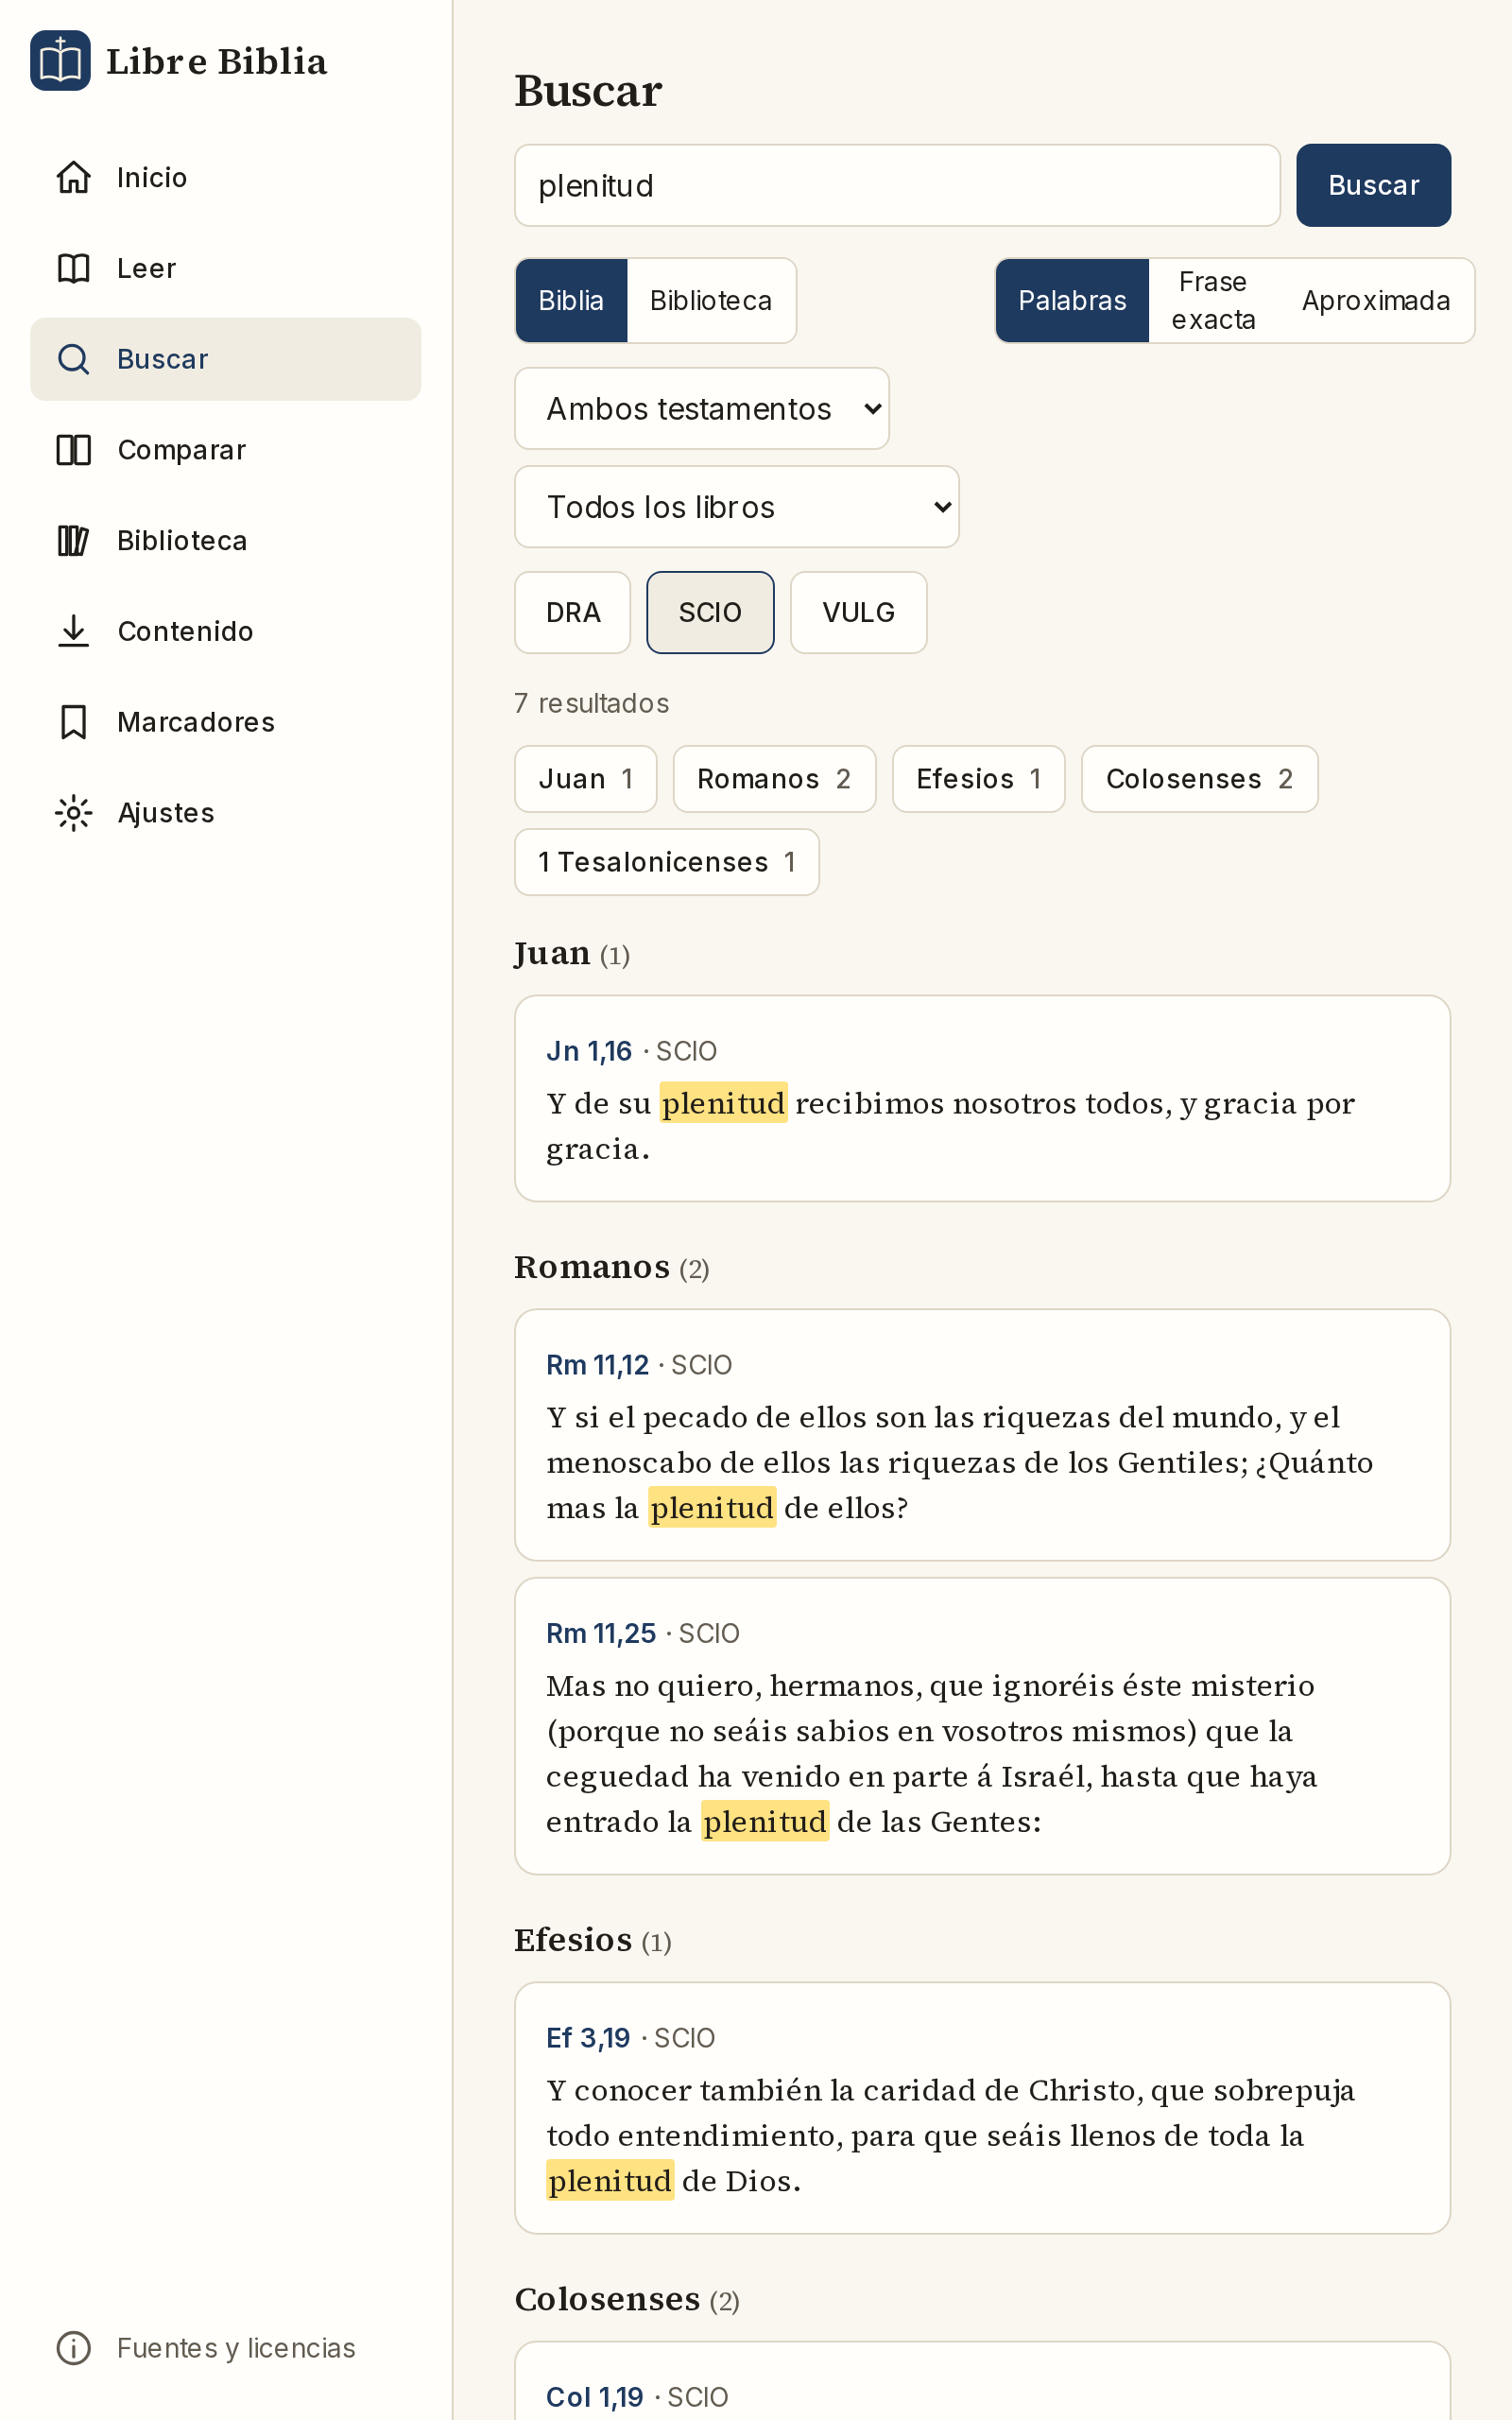 Libre Biblia
Inicio
Leer
Buscar
Comparar
Biblioteca
Contenido
Marcadores
Ajustes
Fuentes y licencias
Buscar
plenitud
Buscar
Biblia
Biblioteca
Palabras
Frase
exacta
Aproximada
Ambos testamentos
Todos los libros
DRA
SCIO
VULG
7 resultados
Juan 1
Romanos 2
Efesios 1
Colosenses 2
1 Tesalonicenses 1
Juan (1)
Jn 1,16 · SCIO
Y de su plenitud recibimos nosotros todos, y gracia por
gracia.
Romanos (2)
Rm 11,12 · SCIO
Y si el pecado de ellos son las riquezas del mundo, y el
menoscabo de ellos las riquezas de los Gentiles; ¿Quánto
mas la plenitud de ellos?
Rm 11,25 · SCIO
Mas no quiero, hermanos, que ignoréis éste misterio
(porque no seáis sabios en vosotros mismos) que la
ceguedad ha venido en parte á Israél, hasta que haya
entrado la plenitud de las Gentes:
Efesios (1)
Ef 3,19 · SCIO
Y conocer también la caridad de Christo, que sobrepuja
todo entendimiento, para que seáis llenos de toda la
plenitud de Dios.
Colosenses (2)
Col 1,19 · SCIO